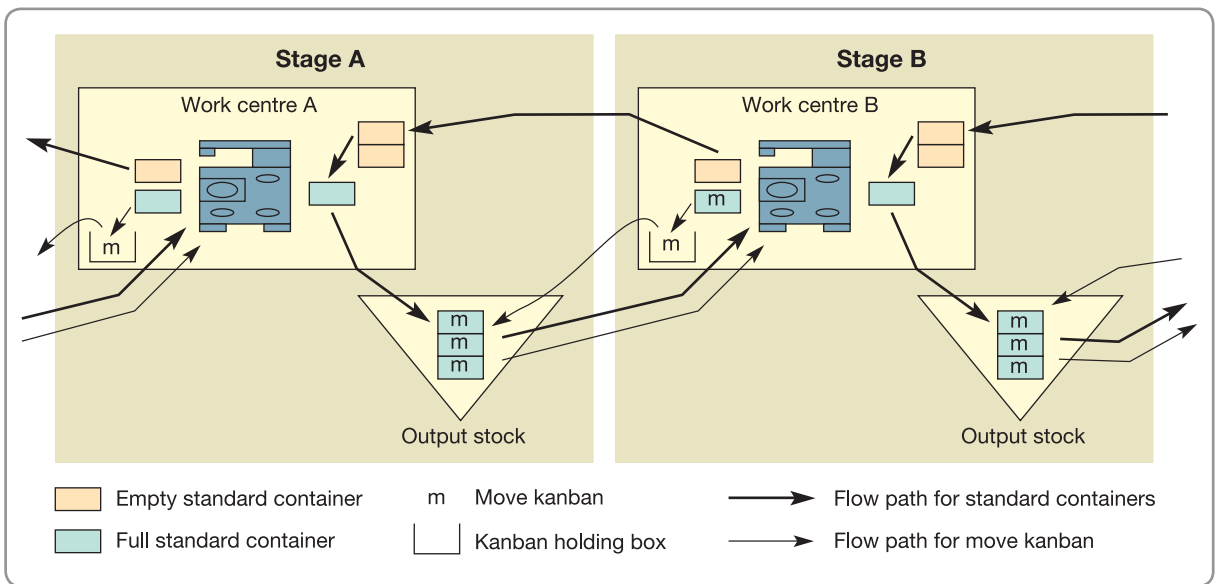 Stage A
Stage B
Work centre A
Work centre B
m
m
m
m
m
m
m
m
m
Output stock
Output stock
Empty standard container
m Move kanban
Flow path for standard containers
Full standard container
Kanban holding box
Flow path for move kanban